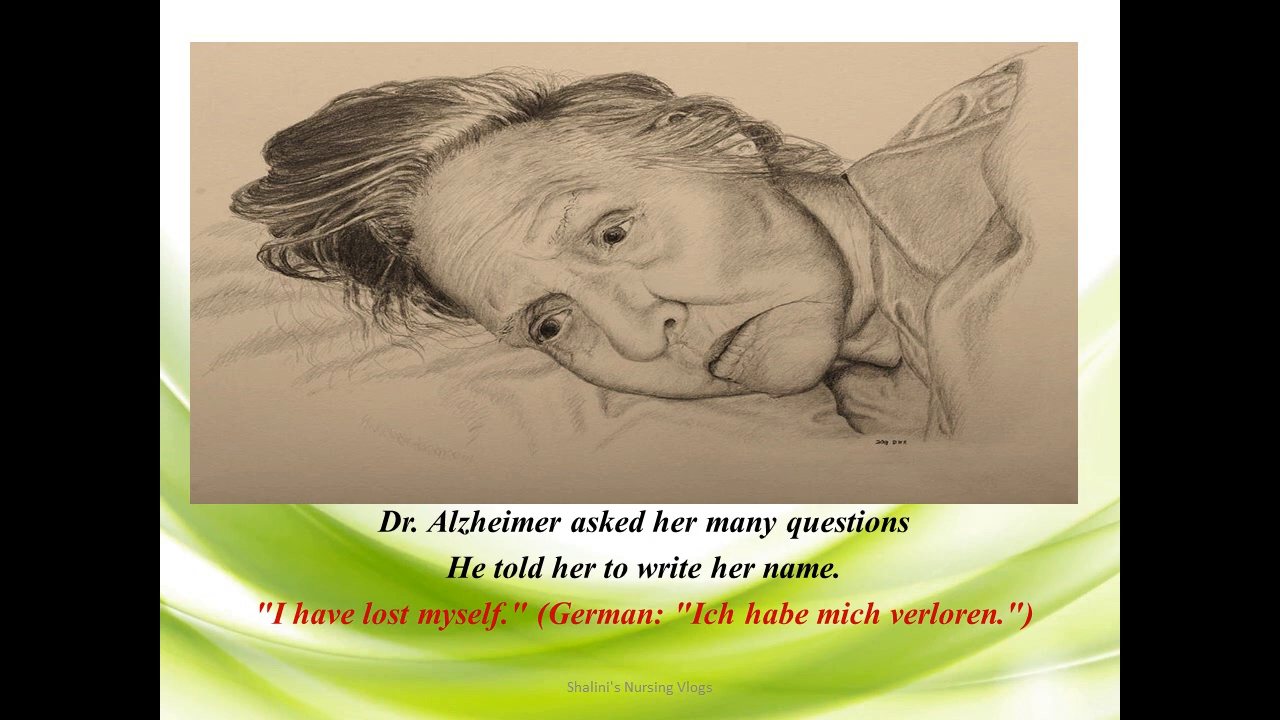 Dr. Alzheimer asked her many questions
He told her to write her name.
"I have lost myself." (German: "Ich habe mich verloren.")
Shalini's Nursing Vlogs